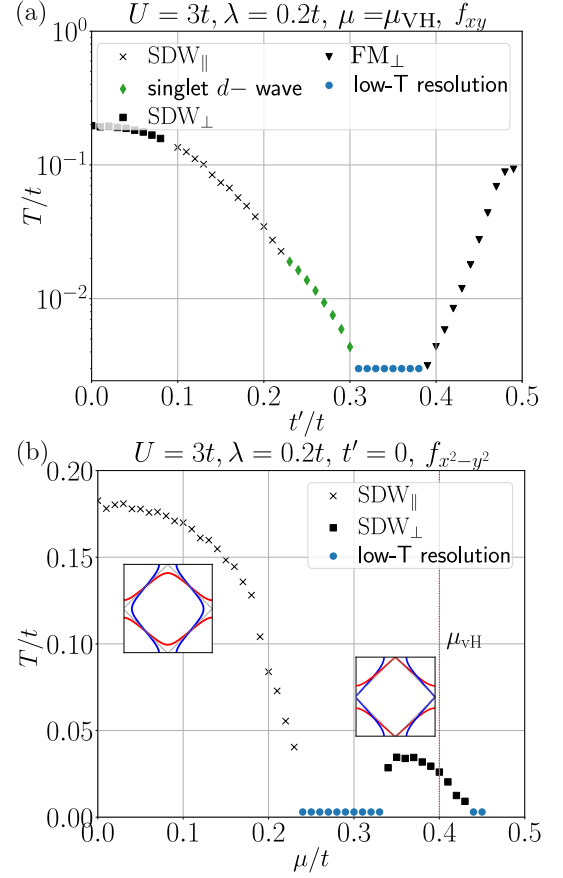 (a) U = 3t, λ = 0.2t, μ =μ_VH, f_xy
10^0
× SDW_∥
singlet d− wave
SDW_⊥
FM_⊥
low-T resolution
10^−1
T/t
10^−2
0.0 0.1 0.2 0.3 0.4 0.5
t′/t
(b) U = 3t, λ = 0.2t, t′ = 0, f_x²−y²
0.20
× SDW_∥
SDW_⊥
low-T resolution
0.15
0.10
μ_vH
T/t
0.05
0.00
0.0 0.1 0.2 0.3 0.4 0.5
μ/t